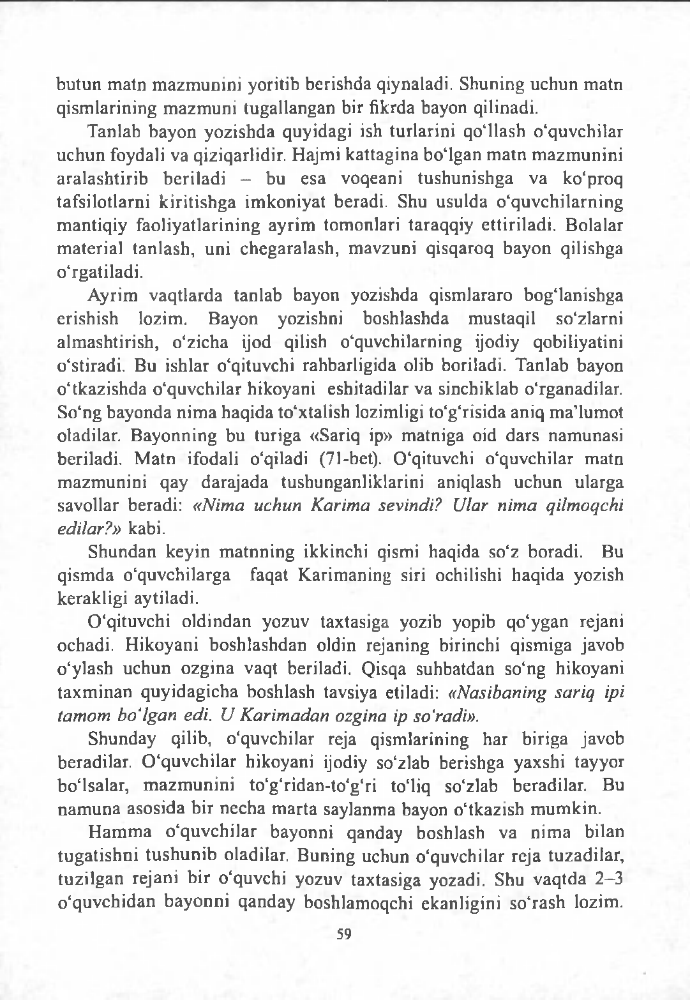 butun matn mazmunini yoritib berishda qiynaladi. Shuning uchun matn
qismlarining mazmuni tugallangan bir fikrda bayon qilinadi.
Tanlab bayon yozishda quyidagi ish turlarini qo‘llash o‘quvchilar
uchun foydali va qiziqarlidir. Hajmi kattagina bo‘lgan matn mazmunini
aralashtirib beriladi – bu esa voqeani tushunishga va ko‘proq
tafsilotlarni kiritishga imkoniyat beradi. Shu usulda o‘quvchilarning
mantiqiy faoliyatlarining ayrim tomonlari taraqqiy ettiriladi. Bolalar
material tanlash, uni chegaralash, mavzuni qisqaroq bayon qilishga
o‘rgatiladi.
Ayrim vaqtlarda tanlab bayon yozishda qismlararo bog‘lanishga
erishish lozim. Bayon yozishni boshlashda mustaqil so‘zlarni
almashtirish, o‘zicha ijod qilish o‘quvchilarning ijodiy qobiliyatini
o‘stiradi. Bu ishlar o‘qituvchi rahbarligida olib boriladi. Tanlab bayon
o‘tkazishda o‘quvchilar hikoyani eshitadilar va sinchiklab o‘rganadilar.
So‘ng bayonda nima haqida to‘xtalish lozimligi to‘g‘risida aniq ma’lumot
oladilar. Bayonning bu turiga «Sariq ip» matniga oid dars namunasi
beriladi. Matn ifodali o‘qiladi (71-bet). O‘qituvchi o‘quvchilar matn
mazmunini qay darajada tushunganliklarini aniqlash uchun ularga
savollar beradi: «Nima uchun Karima sevindi? Ular nima qilmoqchi
edilar?» kabi.
Shundan keyin matnning ikkinchi qismi haqida so‘z boradi. Bu
qismda o‘quvchilarga faqat Karimaning siri ochilishi haqida yozish
kerakligi aytiladi.
O‘qituvchi oldindan yozuv taxtasiga yozib yopib qo‘ygan rejani
ochadi. Hikoyani boshlashdan oldin rejaning birinchi qismiga javob
o‘ylash uchun ozgina vaqt beriladi. Qisqa suhbatdan so‘ng hikoyani
taxminan quyidagicha boshlash tavsiya etiladi: «Nasibaning sariq ipi
tamom bo‘lgan edi. U Karimadan ozgina ip so‘radi».
Shunday qilib, o‘quvchilar reja qismlarining har biriga javob
beradilar. O‘quvchilar hikoyani ijodiy so‘zlab berishga yaxshi tayyor
bo‘lsalar, mazmunini to‘g‘ridan-to‘g‘ri to‘liq so‘zlab beradilar. Bu
namuna asosida bir necha marta saylanma bayon o‘tkazish mumkin.
Hamma o‘quvchilar bayonni qanday boshlash va nima bilan
tugatishni tushunib oladilar. Buning uchun o‘quvchilar reja tuzadilar,
tuzilgan rejani bir o‘quvchi yozuv taxtasiga yozadi. Shu vaqtda 2–3
o‘quvchidan bayonni qanday boshlamoqchi ekanligini so‘rash lozim.
59